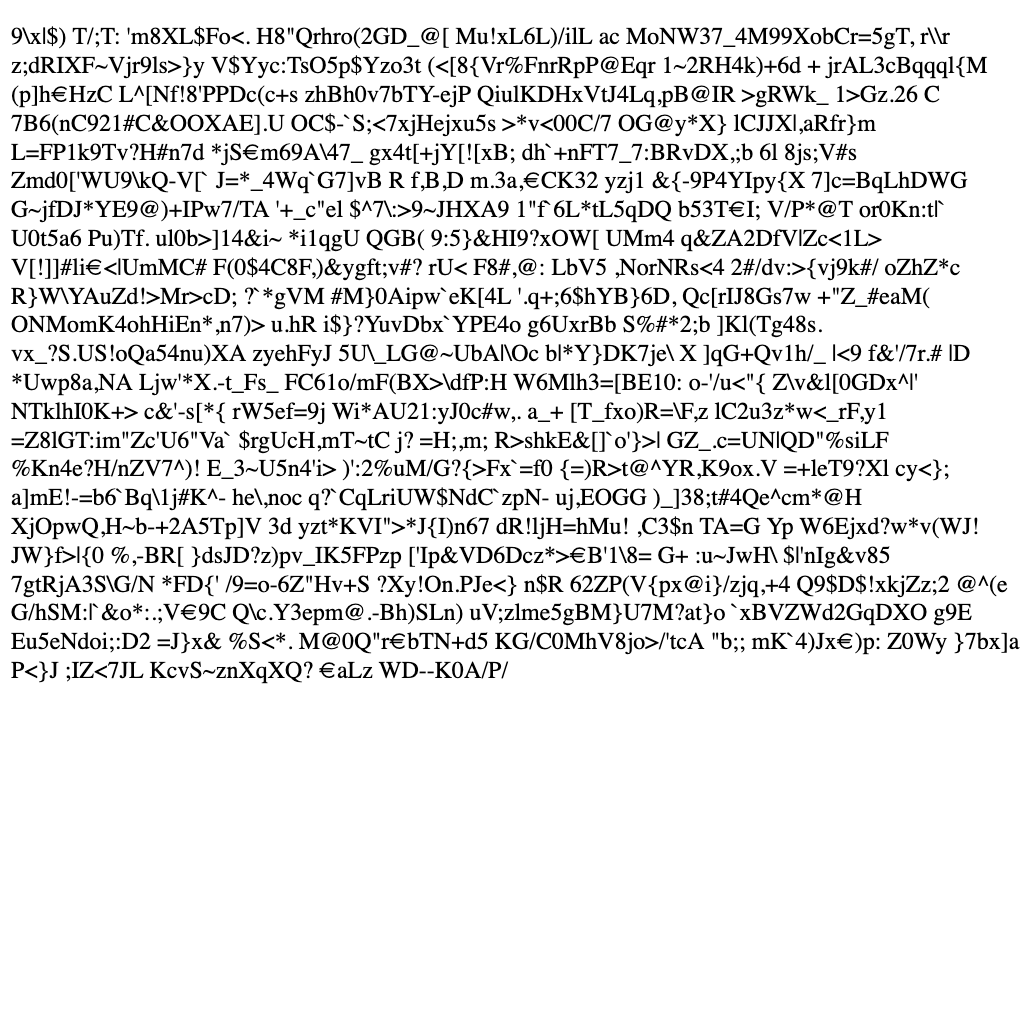 9\x|$) T/;T: 'm8XL$Fo<. H8"Qrhro(2GD_@[ Mu!xL6L)/ilL ac MoNW37_4M99XobCr=5gT, r\\r
z;dRIXF~Vjr9ls>}y V$Yyc:TsO5p$Yzo3t (<[8{Vr%FnrRpP@Eqr 1~2RH4k)+6d + jrAL3cBqqql{M
(p]h€HzC L^[Nf!8'PPDc(c+s zhBh0v7bTY-ejP QiulKDHxVtJ4Lq,pB@IR >gRWk_ 1>Gz.26 C
7B6(nC921#C&OOXAE].U OC$-`S;<7xjHejxu5s >*v<00C/7 OG@y*X} lCJJX|,aRfr}m
L=FP1k9Tv?H#n7d *jS€m69A\47_ gx4t[+jY[![xB; dh`+nFT7_7:BRvDX,;b 6l 8js;V#s
Zmd0['WU9\kQ-V[` J=*_4Wq`G7]vB R f,B,D m.3a,€CK32 yzj1 &{-9P4YIpy{X 7]c=BqLhDWG
G~jfDJ*YE9@)+IPw7/TA '+_c"el $^7\:>9~JHXA9 1"f`6L*tL5qDQ b53T€I; V/P*@T or0Kn:t|`
U0t5a6 Pu)Tf. ul0b>]14&i~ *i1qgU QGB( 9:5}&HI9?xOW[ UMm4 q&ZA2DfV|Zc<1L>
V[!]]#li€<|UmMC# F(0$4C8F,)&ygft;v#? rU< F8#,@: LbV5 ,NorNRs<4 2#/dv:>{vj9k#/ oZhZ*c
R}W\YAuZd!>Mr>cD; ?`*gVM #M}0Aipw`eK[4L '.q+;6$hYB}6D, Qc[rIJ8Gs7w +"Z_#eaM(
ONMomK4ohHiEn*,n7)> u.hR i$}?YuvDbx`YPE4o g6UxrBb S%#*2;b ]Kl(Tg48s.
vx_?S.US!oQa54nu)XA zyehFyJ 5U\_LG@~UbA|\Oc b|*Y}DK7je\ X ]qG+Qv1h/_ |<9 f&'/7r.# |D
*Uwp8a,NA Ljw'*X.-t_Fs_ FC61o/mF(BX>\dfP:H W6Mlh3=[BE10: o-'/u<"{ Z\v&l[0GDx^|'
NTklhI0K+> c&'-s[*{ rW5ef=9j Wi*AU21:yJ0c#w,. a_+ [T_fxo)R=\F,z lC2u3z*w<_rF,y1
=Z8lGT:im"Zc'U6"Va` $rgUcH,mT~tC j? =H;,m; R>shkE&[]`o'}>| GZ_.c=UN|QD"%siLF
%Kn4e?H/nZV7^)! E_3~U5n4'i> )':2%uM/G?{>Fx`=f0 {=)R>t@^YR,K9ox.V =+leT9?Xl cy<};
a]mE!-=b6`Bq\1j#K^- he\,noc q?`CqLriUW$NdC`zpN- uj,EOGG )_]38;t#4Qe^cm*@H
XjOpwQ,H~b-+2A5Tp]V 3d yzt*KVI">*J{I)n67 dR!ljH=hMu! ,C3$n TA=G Yp W6Ejxd?w*v(WJ!
JW}f>|{0 %,-BR[ }dsJD?z)pv_IK5FPzp ['Ip&VD6Dcz*>€B'1\8= G+ :u~JwH\ $|'nIg&v85
7gtRjA3S\G/N *FD{' /9=o-6Z"Hv+S ?Xy!On.PJe<} n$R 62ZP(V{px@i}/zjq,+4 Q9$D$!xkjZz;2 @^(e
G/hSM:|`&o*:.;V€9C Q\c.Y3epm@.-Bh)SLn) uV;zlme5gBM}U7M?at}o `xBVZWd2GqDXO g9E
Eu5eNdoi;:D2 =J}x& %S<*. M@0Q"r€bTN+d5 KG/C0MhV8jo>/'tcA "b;; mK`4)Jx€)p: Z0Wy }7bx]a
P<}J ;IZ<7JL KcvS~znXqXQ? €aLz WD--K0A/P/